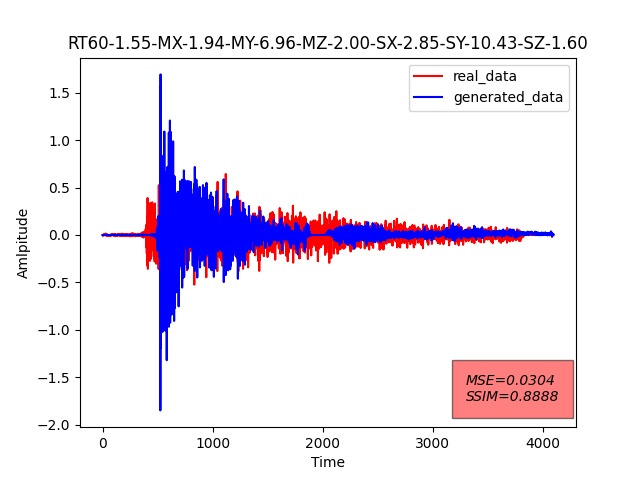 RT60-1.55-MX-1.94-MY-6.96-MZ-2.00-SX-2.85-SY-10.43-SZ-1.60
real_data
generated_data
1.5
1.0
0.5
0.0
−0.5
−1.0
−1.5
−2.0
Amlpitude
MSE=0.0304
SSIM=0.8888
0 1000 2000 3000 4000
Time